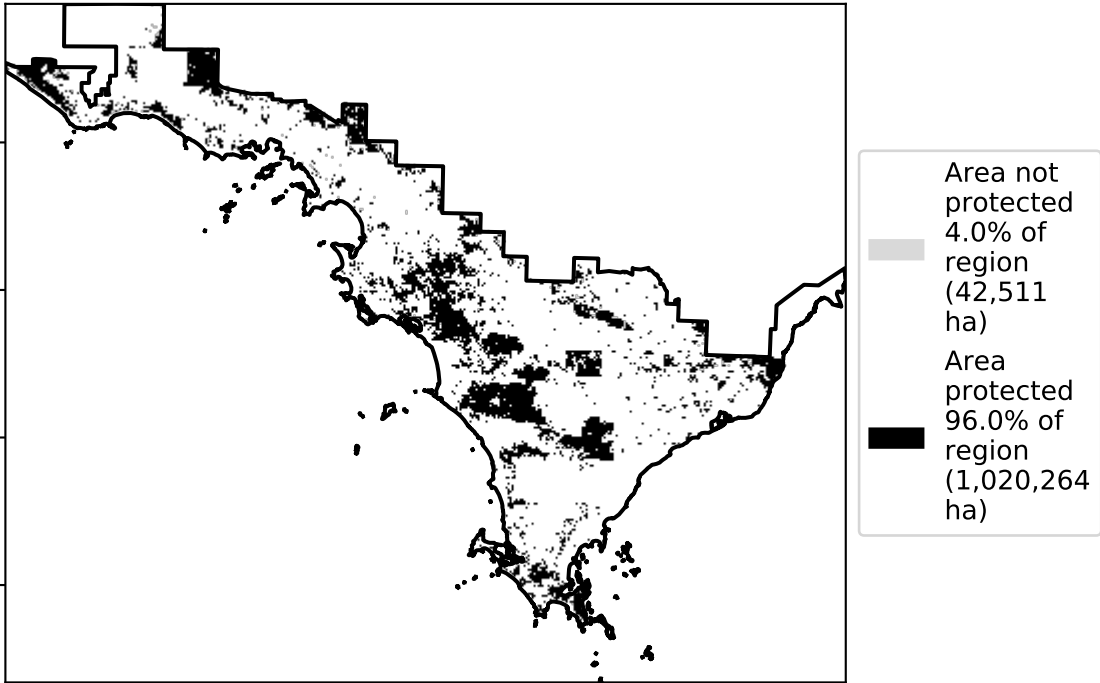 Area not
protected
4.0% of
region
(42,511
ha)
Area
protected
96.0% of
region
(1,020,264
ha)